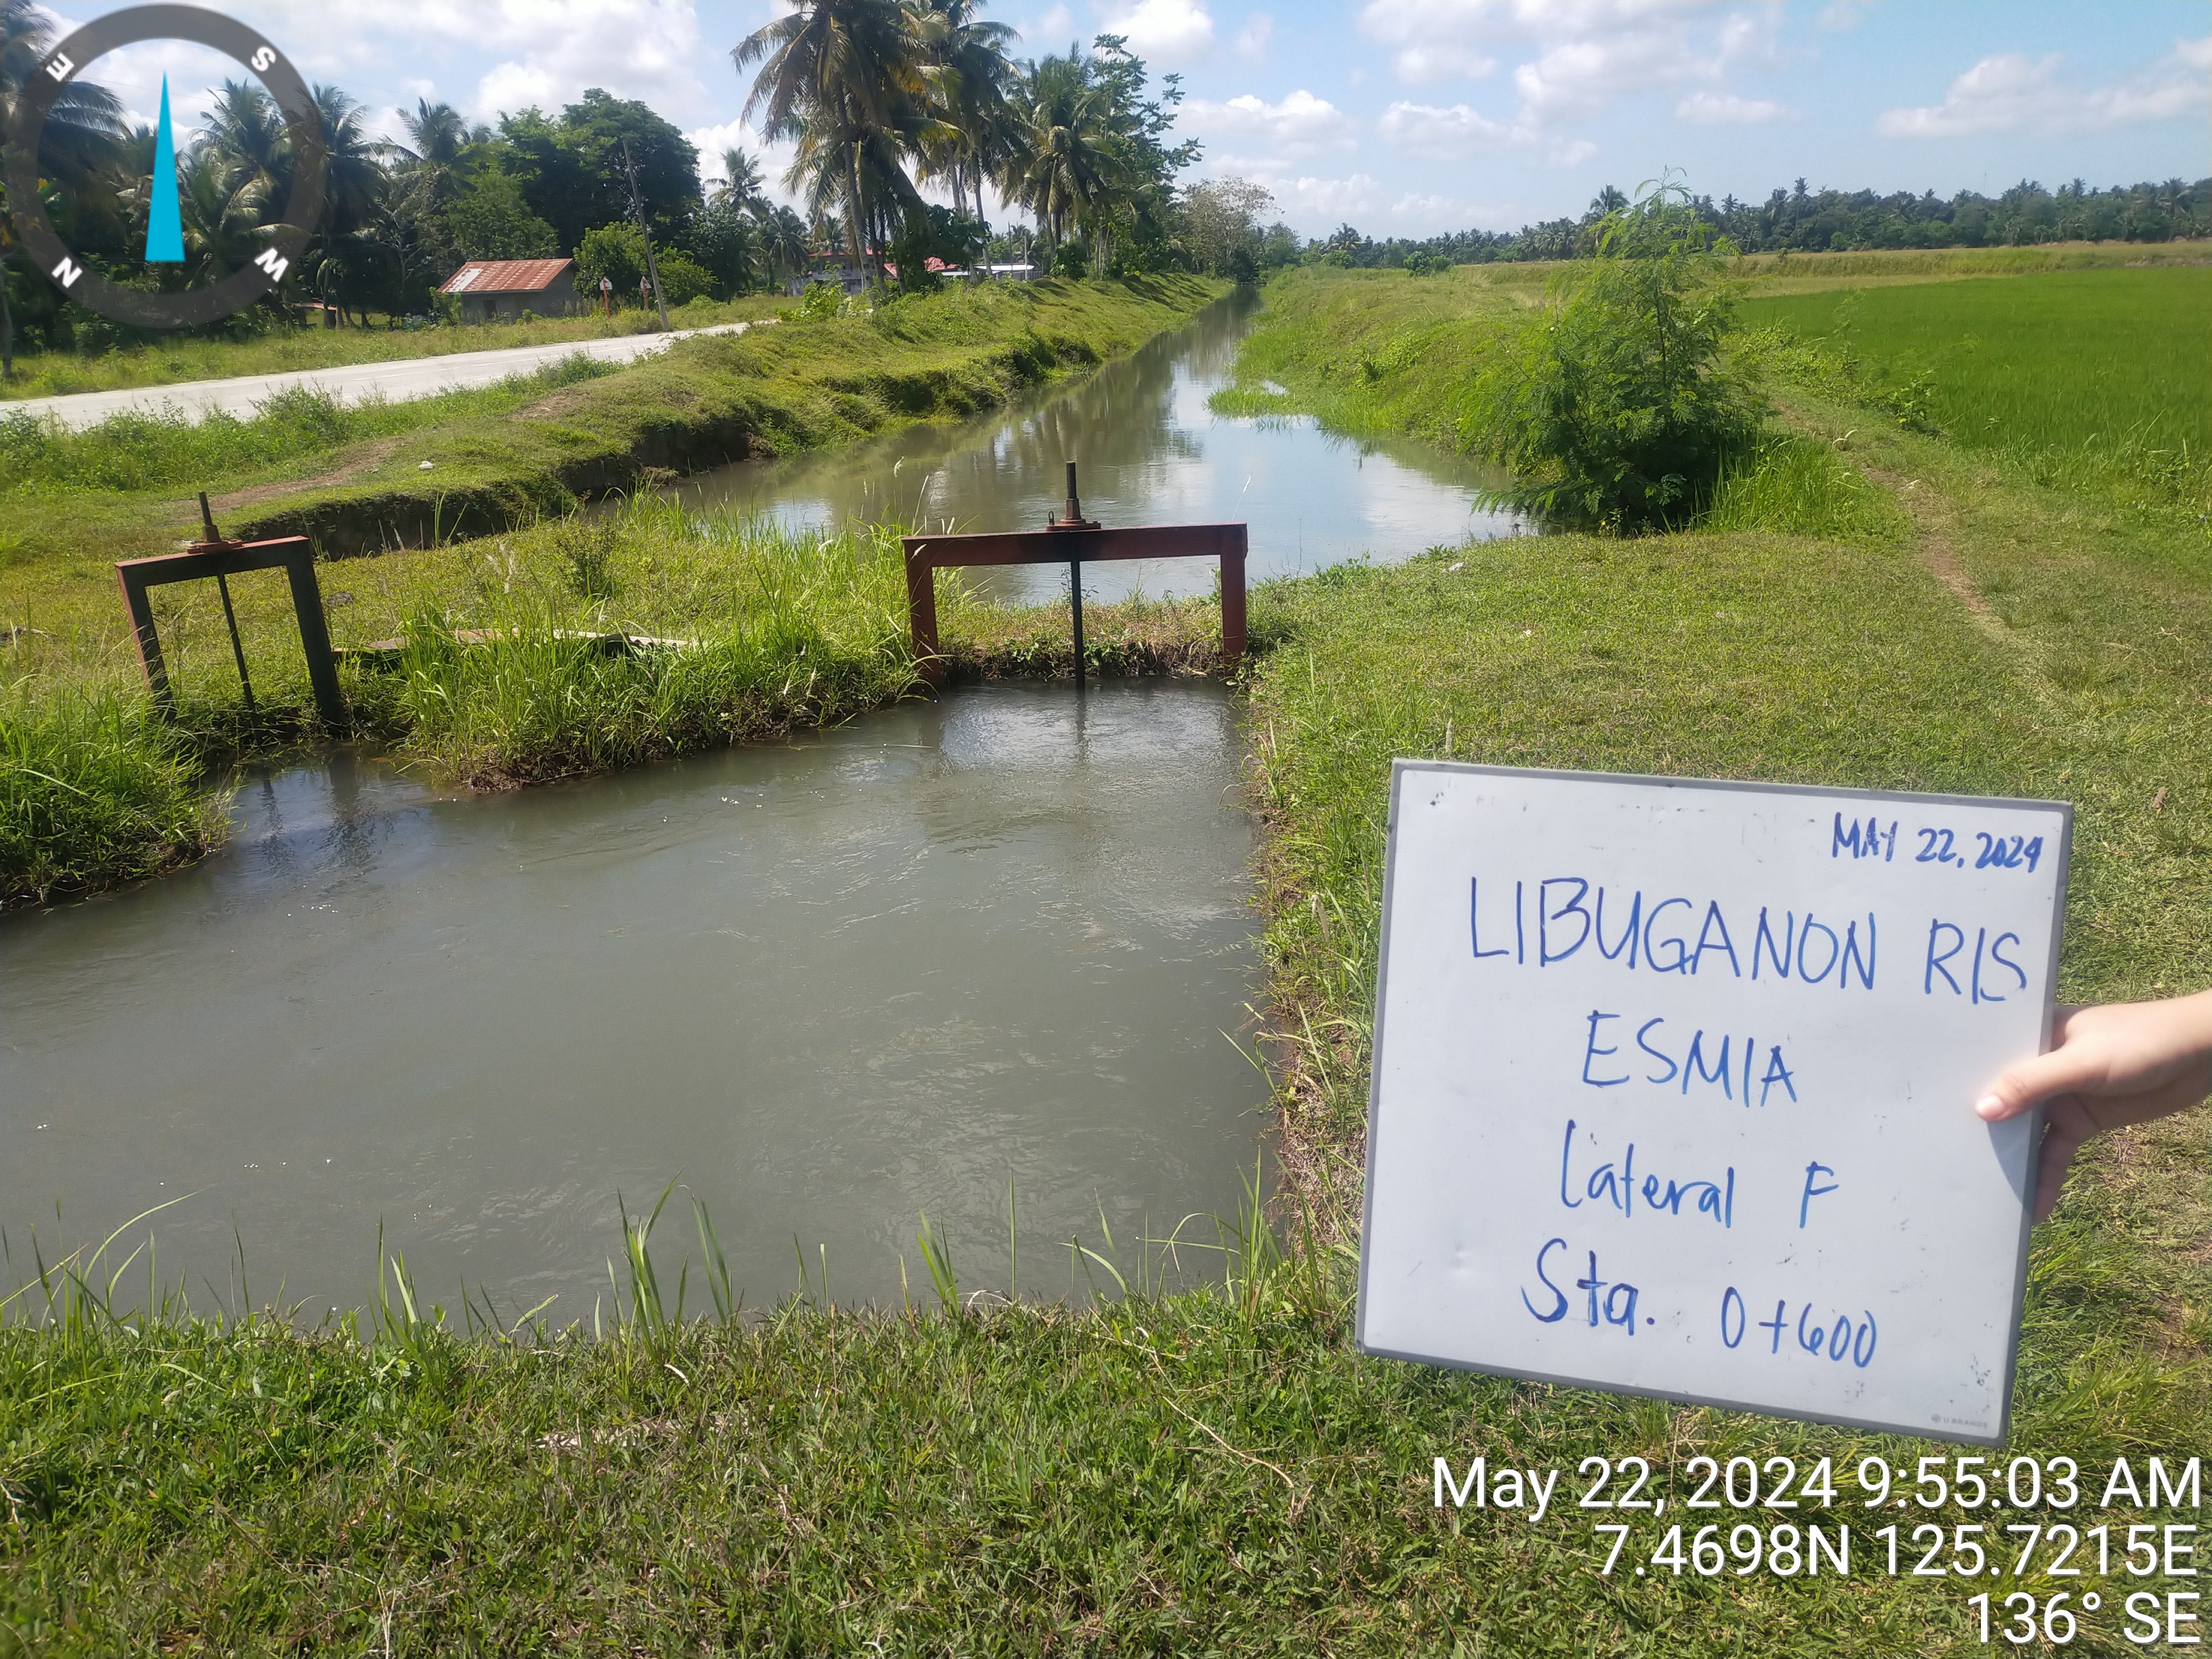 E
S
N
W
MAY 22, 2024
LIBUGANON RIS
ESMIA
Lateral F
Sta. 0+600
U BRANDS
May 22, 2024 9:55:03 AM
7.4698N 125.7215E
136° SE